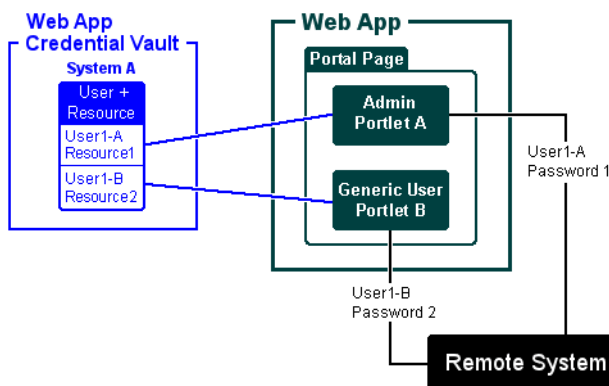 Web App
Credential Vault
System A
User +
Resource
User1-A
Resource1
User1-B
Resource2
Web App
Portal Page
Admin
Portlet A
Generic User
Portlet B
User1-A
Password 1
User1-B
Password 2
Remote System